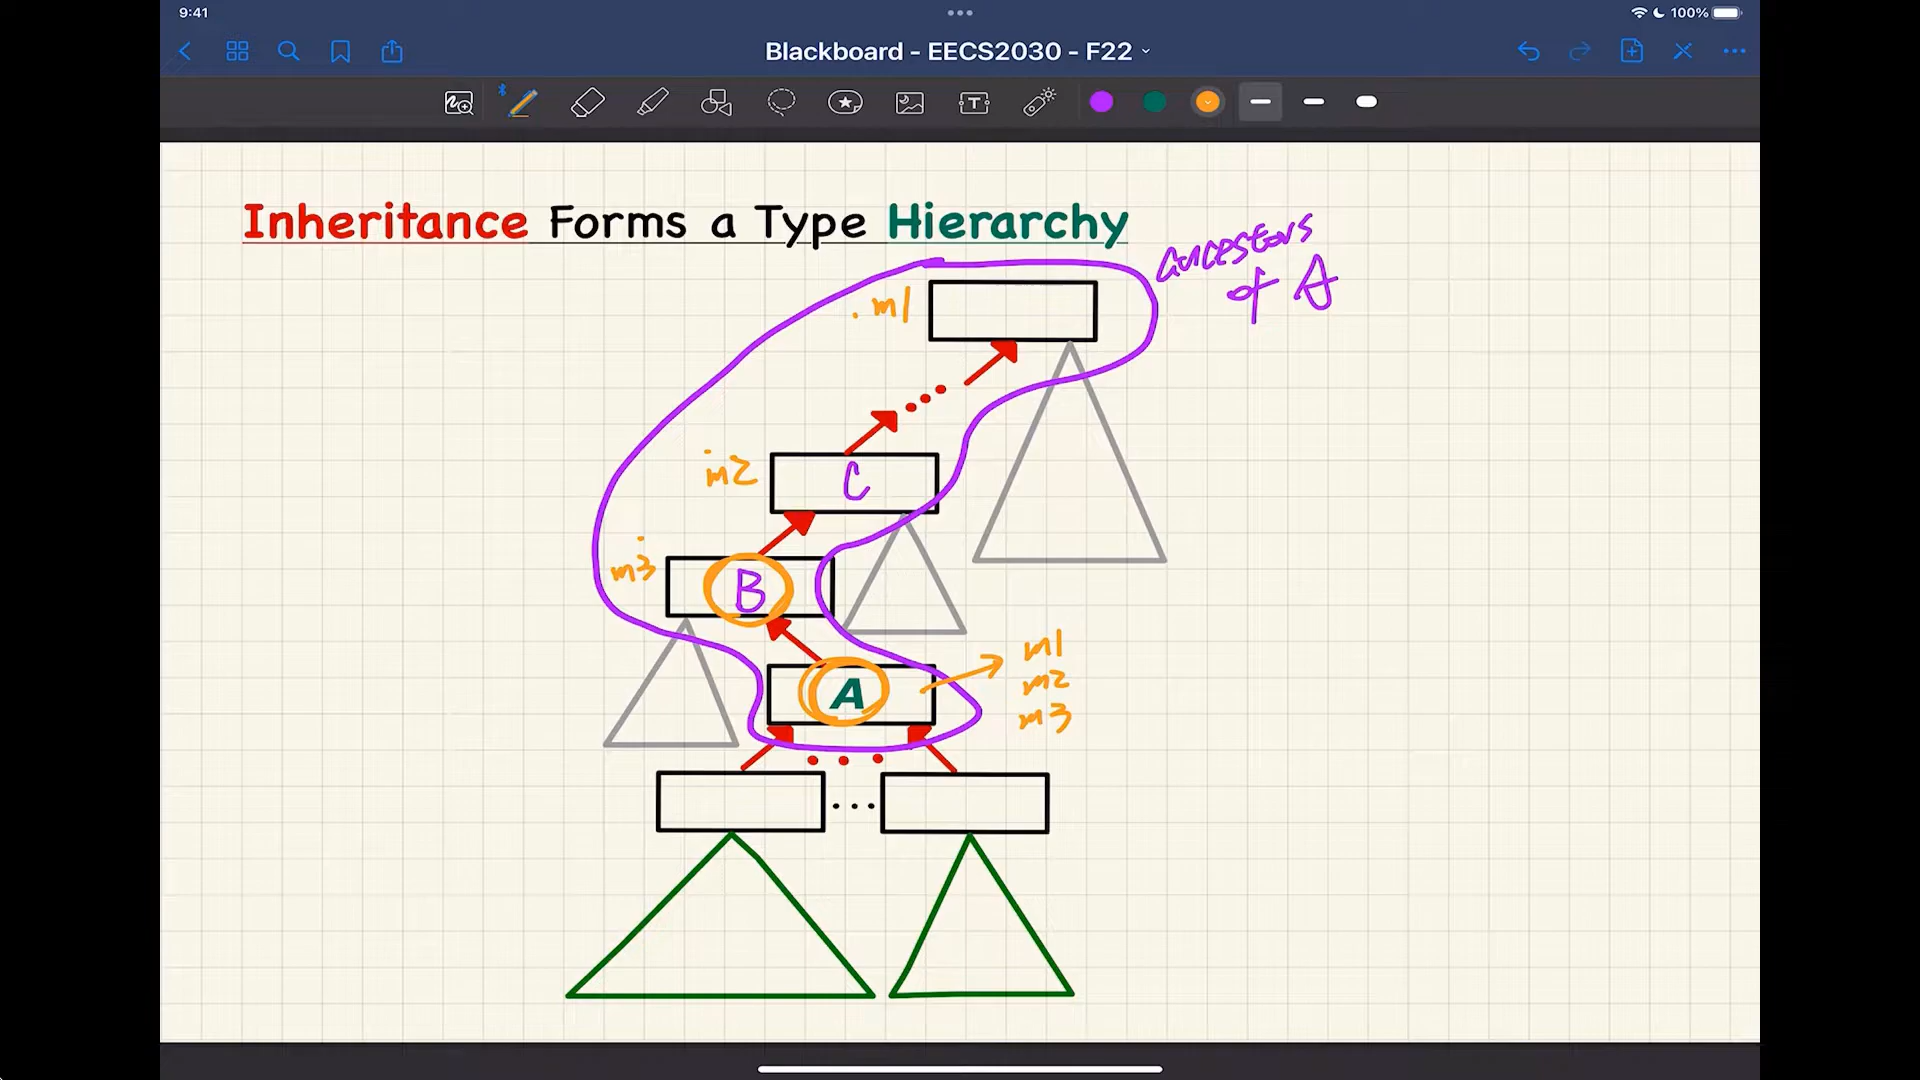 9:41
100%
Blackboard - EECS2030 - F22
Inheritance Forms a Type Hierarchy
ancestors
of A
.m1
m2
C
m3
B
A
m1
m2
m3